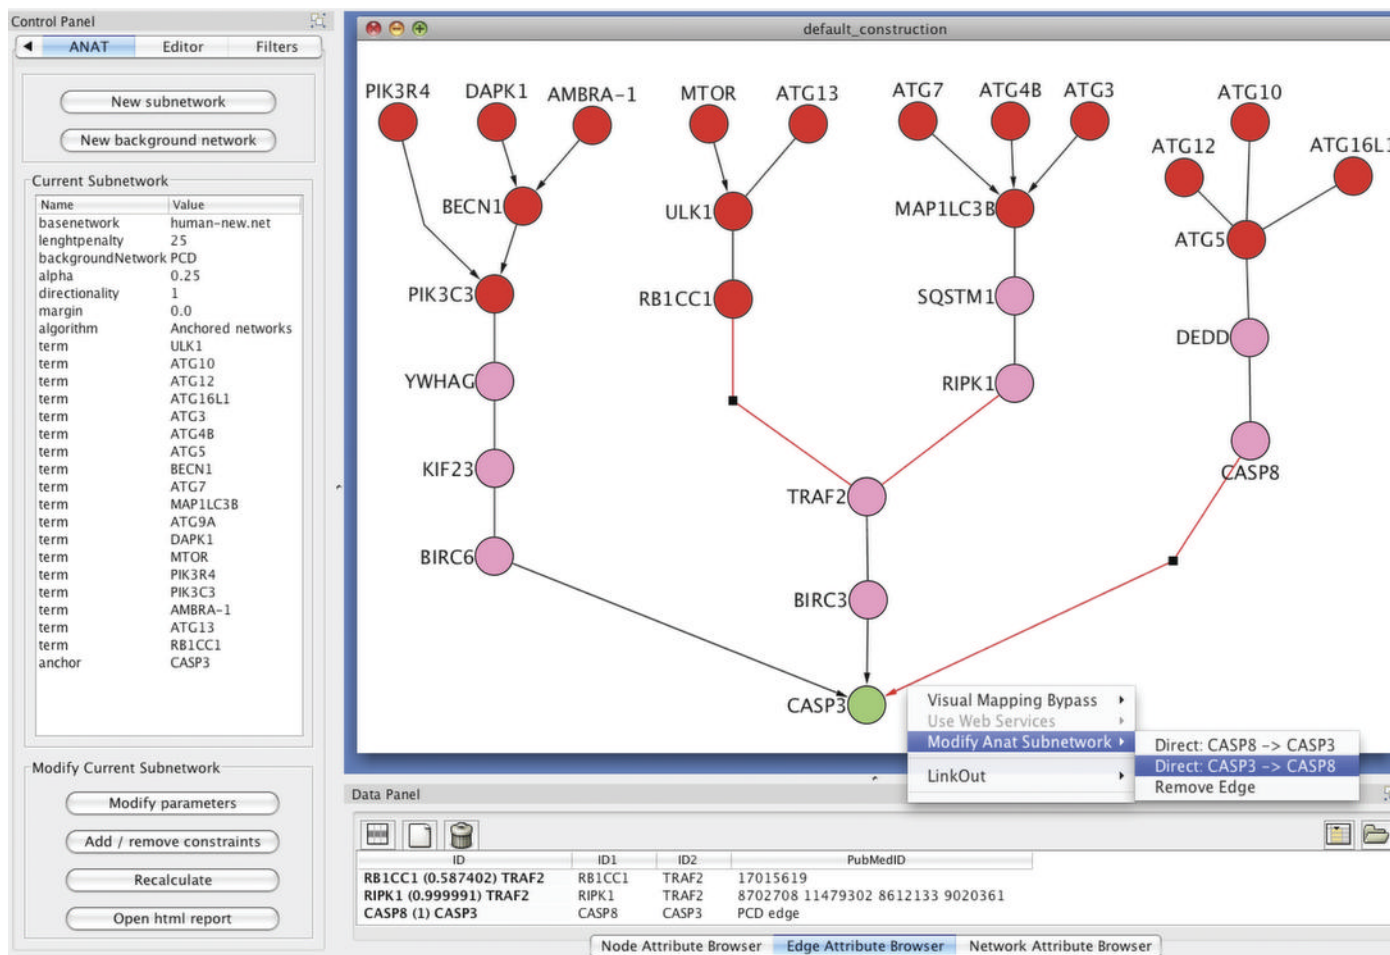 Control Panel
ANAT Editor Filters
New subnetwork
New background network
Current Subnetwork
Name Value
basenetwork human-new.net
lenghtpenalty 25
backgroundNetwork PCD
alpha 0.25
directionality 1
margin 0.0
algorithm Anchored networks
term ULK1
term ATG10
term ATG12
term ATG16L1
term ATG3
term ATG4B
term ATG5
term BECN1
term ATG7
term MAP1LC3B
term ATG9A
term DAPK1
term MTOR
term PIK3R4
term PIK3C3
term AMBRA-1
term ATG13
term RB1CC1
anchor CASP3
Modify Current Subnetwork
Modify parameters
Add / remove constraints
Recalculate
Open html report
default_construction
PIK3R4 DAPK1 AMBRA-1 MTOR ATG13 ATG7 ATG4B ATG3 ATG10
ATG12 ATG16L1
BECN1 ULK1 MAP1LC3B ATG5
PIK3C3 RB1CC1 SQSTM1 DEDD
YWHAG RIPK1
KIF23 TRAF2 CASP8
BIRC6 BIRC3
CASP3
Visual Mapping Bypass
Use Web Services
Modify Anat Subnetwork
LinkOut
Direct: CASP8 -> CASP3
Direct: CASP3 -> CASP8
Remove Edge
Data Panel
ID ID1 ID2 PubMedID
RB1CC1 (0.587402) TRAF2 RB1CC1 TRAF2 17015619
RIPK1 (0.999991) TRAF2 RIPK1 TRAF2 8702708 11479302 8612133 9020361
CASP8 (1) CASP3 CASP8 CASP3 PCD edge
Node Attribute Browser Edge Attribute Browser Network Attribute Browser